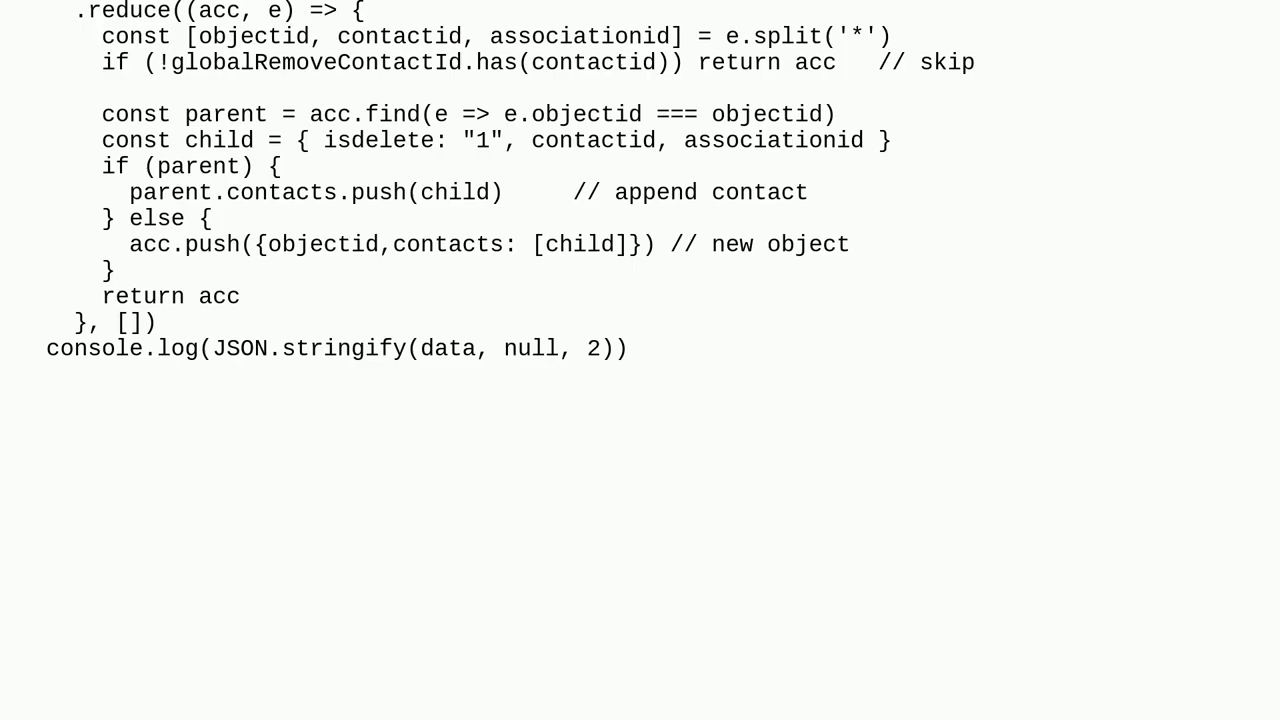 .reduce((acc, e) => {
const [objectid, contactid, associationid] = e.split('*')
if (!globalRemoveContactId.has(contactid)) return acc   // skip
const parent = acc.find(e => e.objectid === objectid)
const child = { isdelete: "1", contactid, associationid }
if (parent) {
parent.contacts.push(child)     // append contact
} else {
acc.push({objectid,contacts: [child]}) // new object
}
return acc
}, [])
console.log(JSON.stringify(data, null, 2))